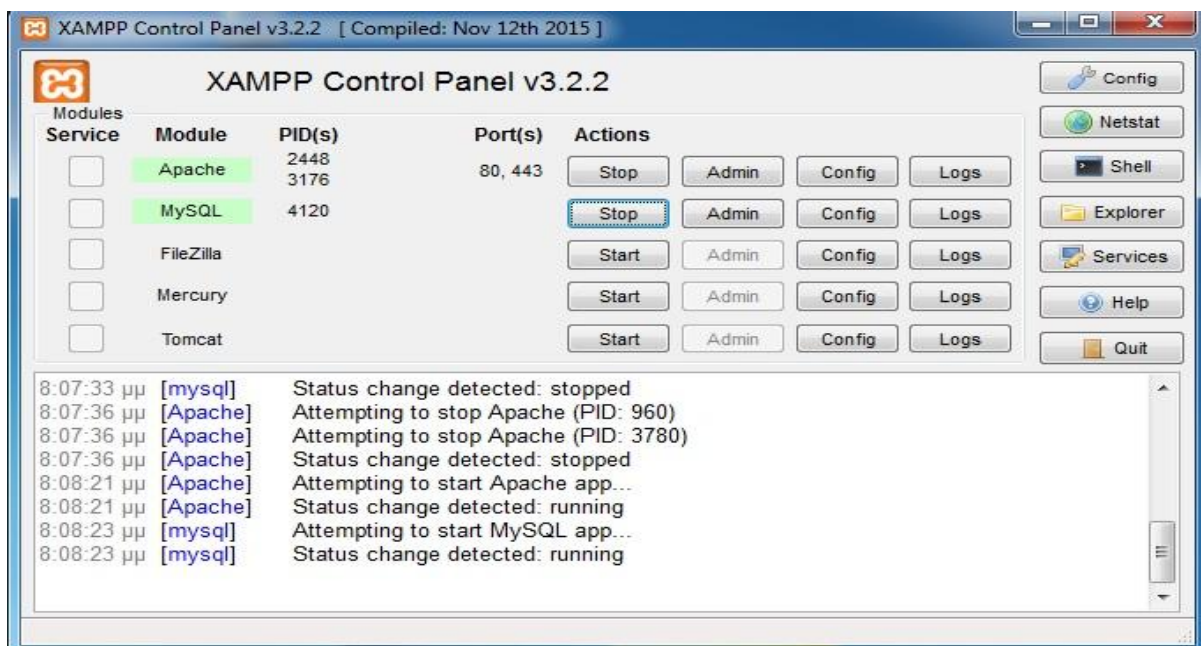 XAMPP Control Panel v3.2.2 [ Compiled: Nov 12th 2015 ]
XAMPP Control Panel v3.2.2
Config
Modules
Service Module PID(s) Port(s) Actions
Netstat
Apache 2448 3176 80, 443 Stop Admin Config Logs
Shell
MySQL 4120 Stop Admin Config Logs
Explorer
FileZilla Start Admin Config Logs
Services
Mercury Start Admin Config Logs
Help
Tomcat Start Admin Config Logs
Quit
8:07:33 μμ [mysql] Status change detected: stopped
8:07:36 μμ [Apache] Attempting to stop Apache (PID: 960)
8:07:36 μμ [Apache] Attempting to stop Apache (PID: 3780)
8:07:36 μμ [Apache] Status change detected: stopped
8:08:21 μμ [Apache] Attempting to start Apache app...
8:08:21 μμ [Apache] Status change detected: running
8:08:23 μμ [mysql] Attempting to start MySQL app...
8:08:23 μμ [mysql] Status change detected: running